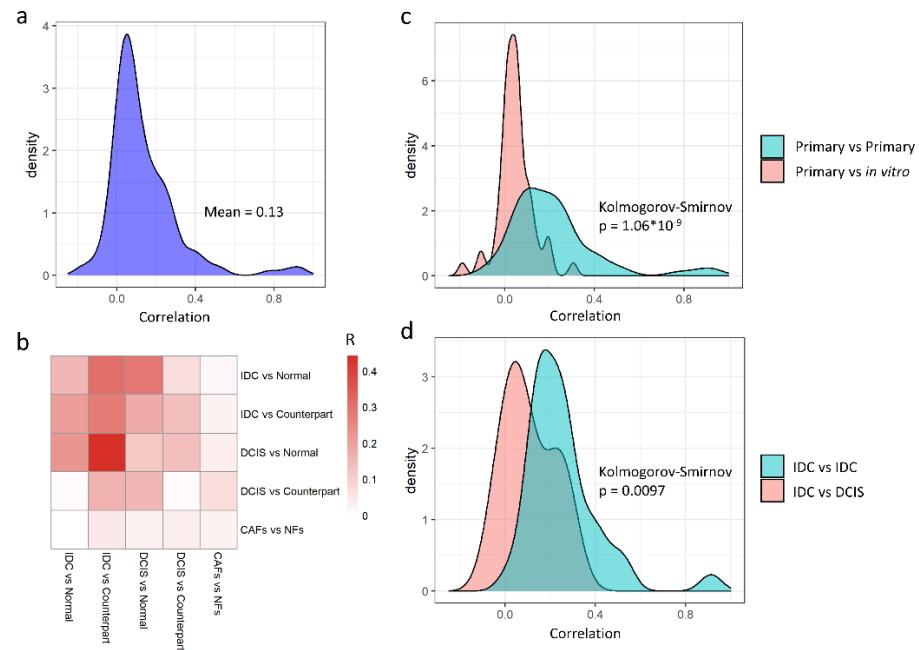 a
4
3
2
1
0
density
Mean = 0.13
0.0
0.4
0.8
Correlation
c
6
4
2
0
density
Kolmogorov-Smirnov
p = 1.06*10⁻⁹
0.0
0.4
0.8
Correlation
Primary vs Primary
Primary vs in vitro
b
R
0.4
0.3
0.2
0.1
0
IDC vs Normal
IDC vs Counterpart
DCIS vs Normal
DCIS vs Counterpart
CAFs vs NFs
IDC vs Normal
IDC vs Counterpart
DCIS vs Normal
DCIS vs Counterpart
CAFs vs NFs
d
3
2
1
0
density
Kolmogorov-Smirnov
p = 0.0097
0.0
0.4
0.8
Correlation
IDC vs IDC
IDC vs DCIS